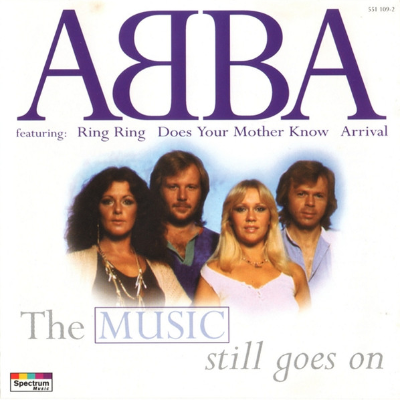 551 109-2
ABBA
featuring: Ring Ring Does Your Mother Know Arrival
The MUSIC
still goes on
Spectrum
Music